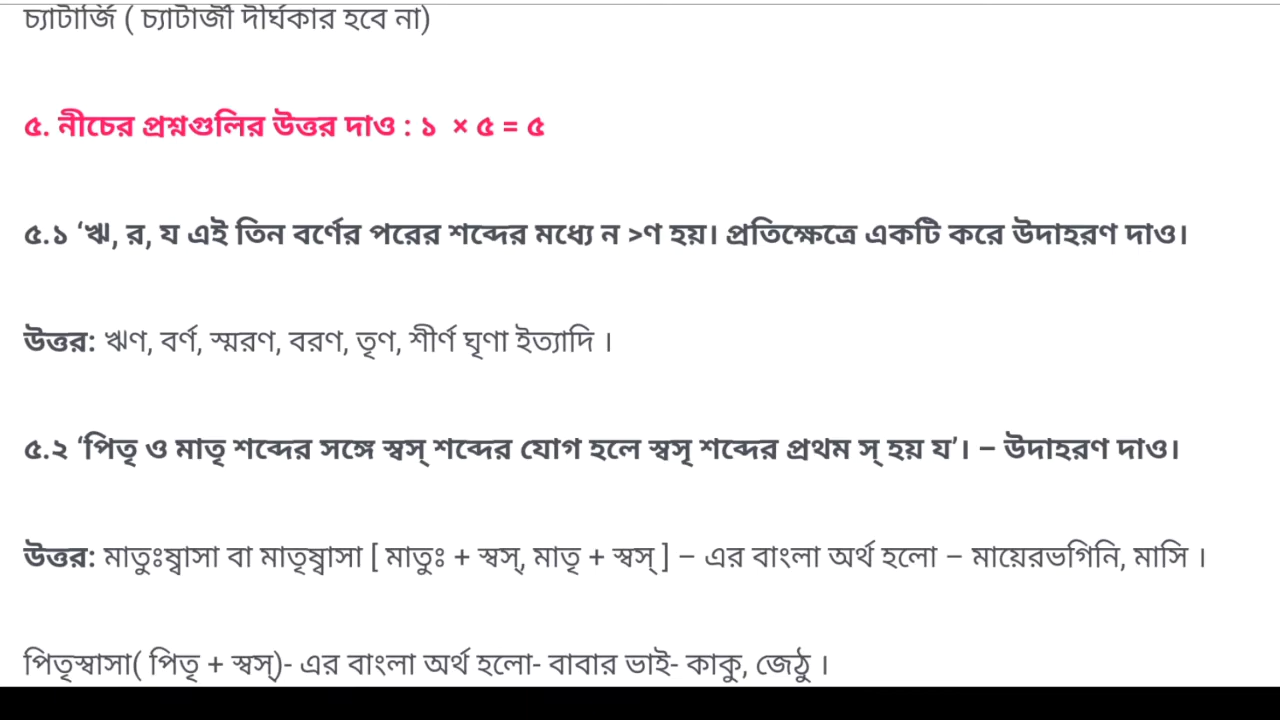 চ্যাটার্জি ( চ্যাটার্জী দীর্ঘকার হবে না)
৫. নীচের প্রশ্নগুলির উত্তর দাও : ১ × ৫ = ৫
৫.১ ‘ঋ, র, য এই তিন বর্ণের পরের শব্দের মধ্যে ন >ণ হয়। প্রতিক্ষেত্রে একটি করে উদাহরণ দাও।
উত্তর: ঋণ, বর্ণ, স্মরণ, বরণ, তৃণ, শীর্ণ ঘৃণা ইত্যাদি ।
৫.২ ‘পিতৃ ও মাতৃ শব্দের সঙ্গে স্বস্ শব্দের যোগ হলে স্বসৃ শব্দের প্রথম স্ হয় য’। – উদাহরণ দাও।
উত্তর: মাতুঃষ্বাসা বা মাতৃষ্বাসা [ মাতুঃ + স্বস্, মাতৃ + স্বস্ ] – এর বাংলা অর্থ হলো – মায়েরভগিনি, মাসি ।
পিতৃস্বাসা( পিতৃ + স্বস্)- এর বাংলা অর্থ হলো- বাবার ভাই- কাকু, জেঠু ।